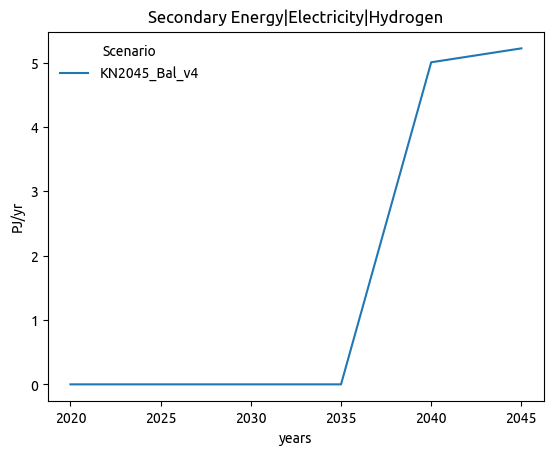 Secondary Energy|Electricity|Hydrogen
Scenario
KN2045_Bal_v4
PJ/yr
5
4
3
2
1
0
2020 2025 2030 2035 2040 2045
years